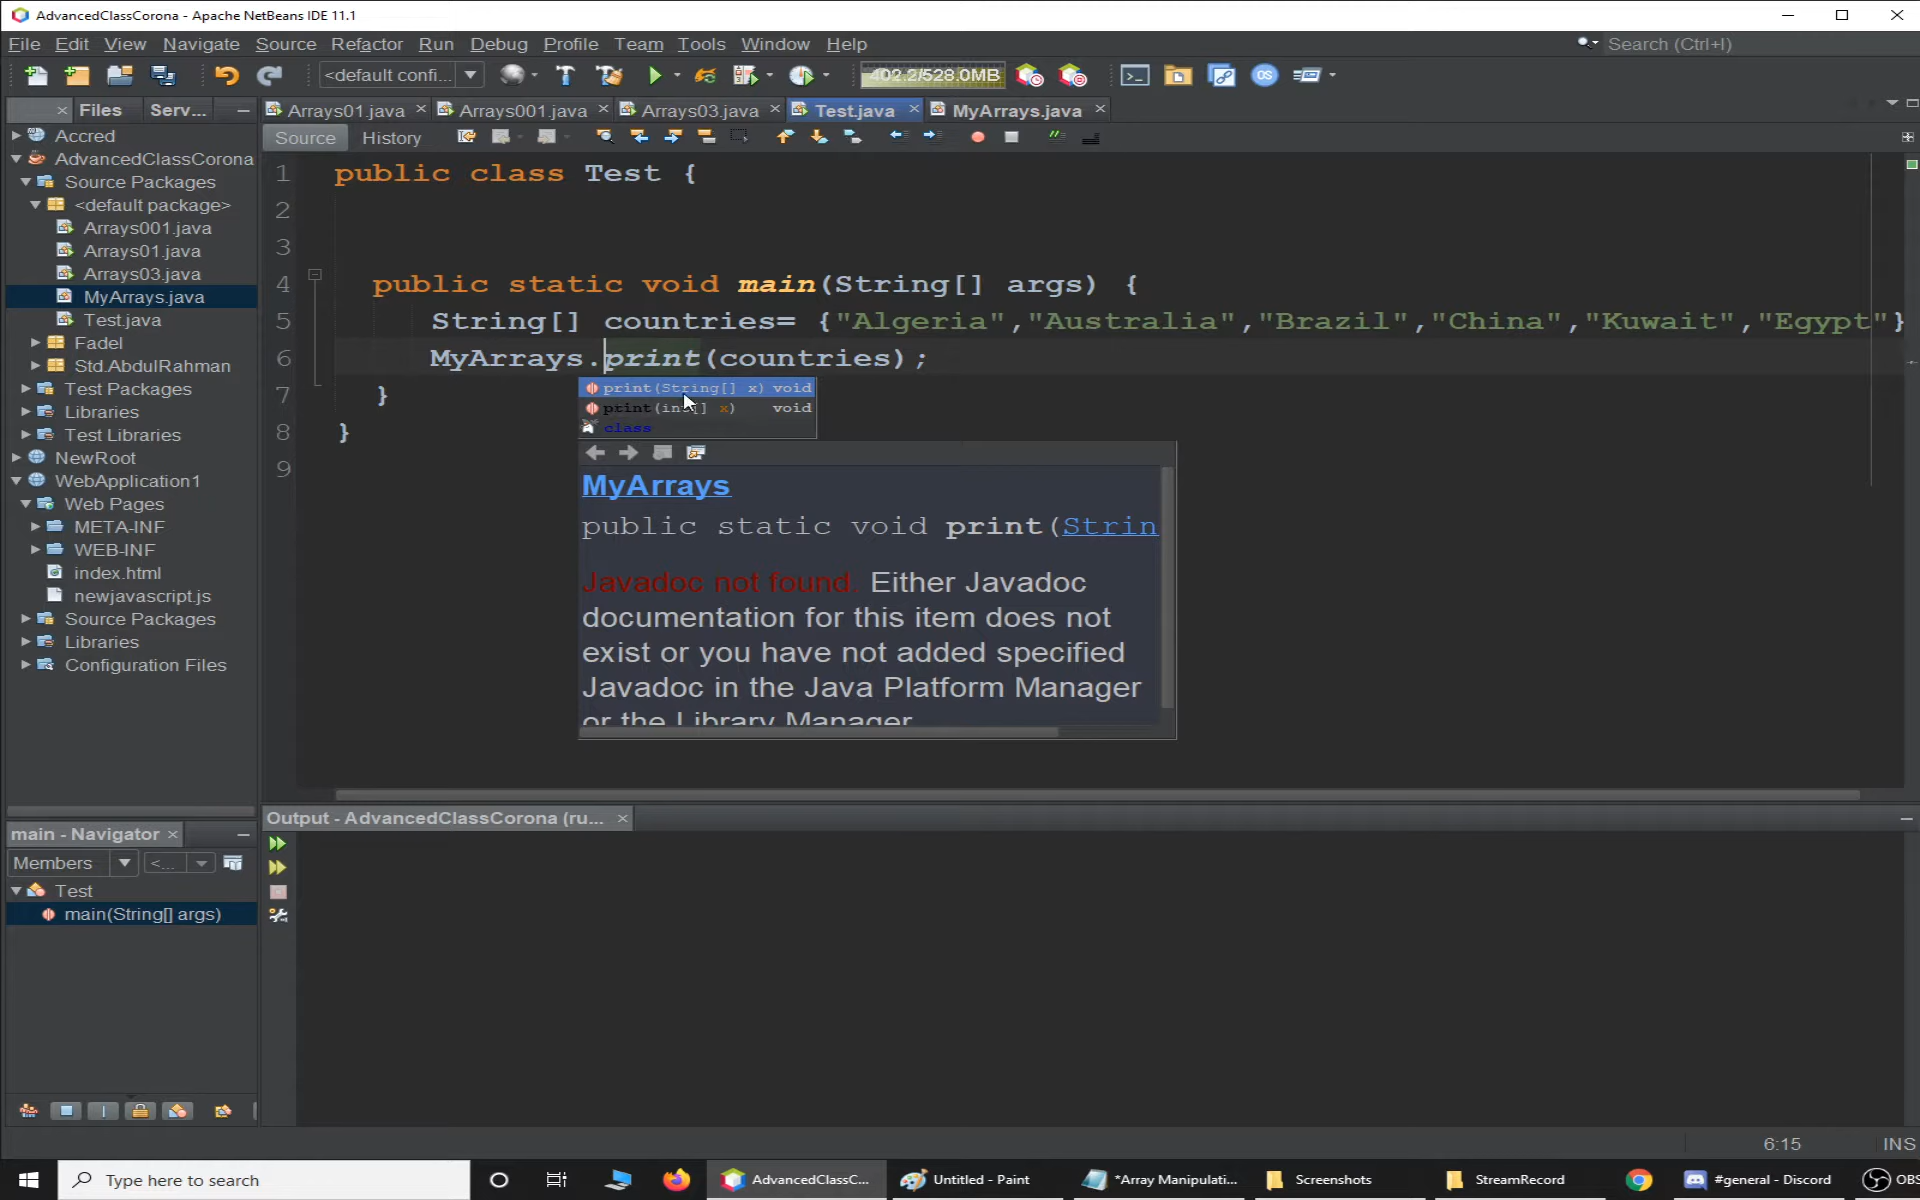 AdvancedClassCorona - Apache NetBeans IDE 11.1
File Edit View Navigate Source Refactor Run Debug Profile Team Tools Window Help
Search (Ctrl+I)
<default confi...
402.2/528.0MB
OS
Files
Serv...
Arrays01.java
Arrays001.java
Arrays03.java
Test.java
MyArrays.java
Source
History
Accred
AdvancedClassCorona
Source Packages
<default package>
Arrays001.java
Arrays01.java
Arrays03.java
MyArrays.java
Test.java
Fadel
Std.AbdulRahman
Test Packages
Libraries
Test Libraries
NewRoot
WebApplication1
Web Pages
META-INF
WEB-INF
index.html
newjavascript.js
Source Packages
Libraries
Configuration Files
1 public class Test {
2
3
4 public static void main(String[] args) {
5 String[] countries= {"Algeria","Australia","Brazil","China","Kuwait","Egypt"}
6 MyArrays.print(countries);
7 }
8 }
9
print(String[] x) void
print(int[] x) void
class
MyArrays
public static void print(Strin
Javadoc not found. Either Javadoc
documentation for this item does not
exist or you have not added specified
Javadoc in the Java Platform Manager
or the Library Manager
Output - AdvancedClassCorona (ru...
main - Navigator
Members
<...
Test
main(String[] args)
6:15
INS
Type here to search
AdvancedClassC...
Untitled - Paint
*Array Manipulati...
Screenshots
StreamRecord
#general - Discord
OBS